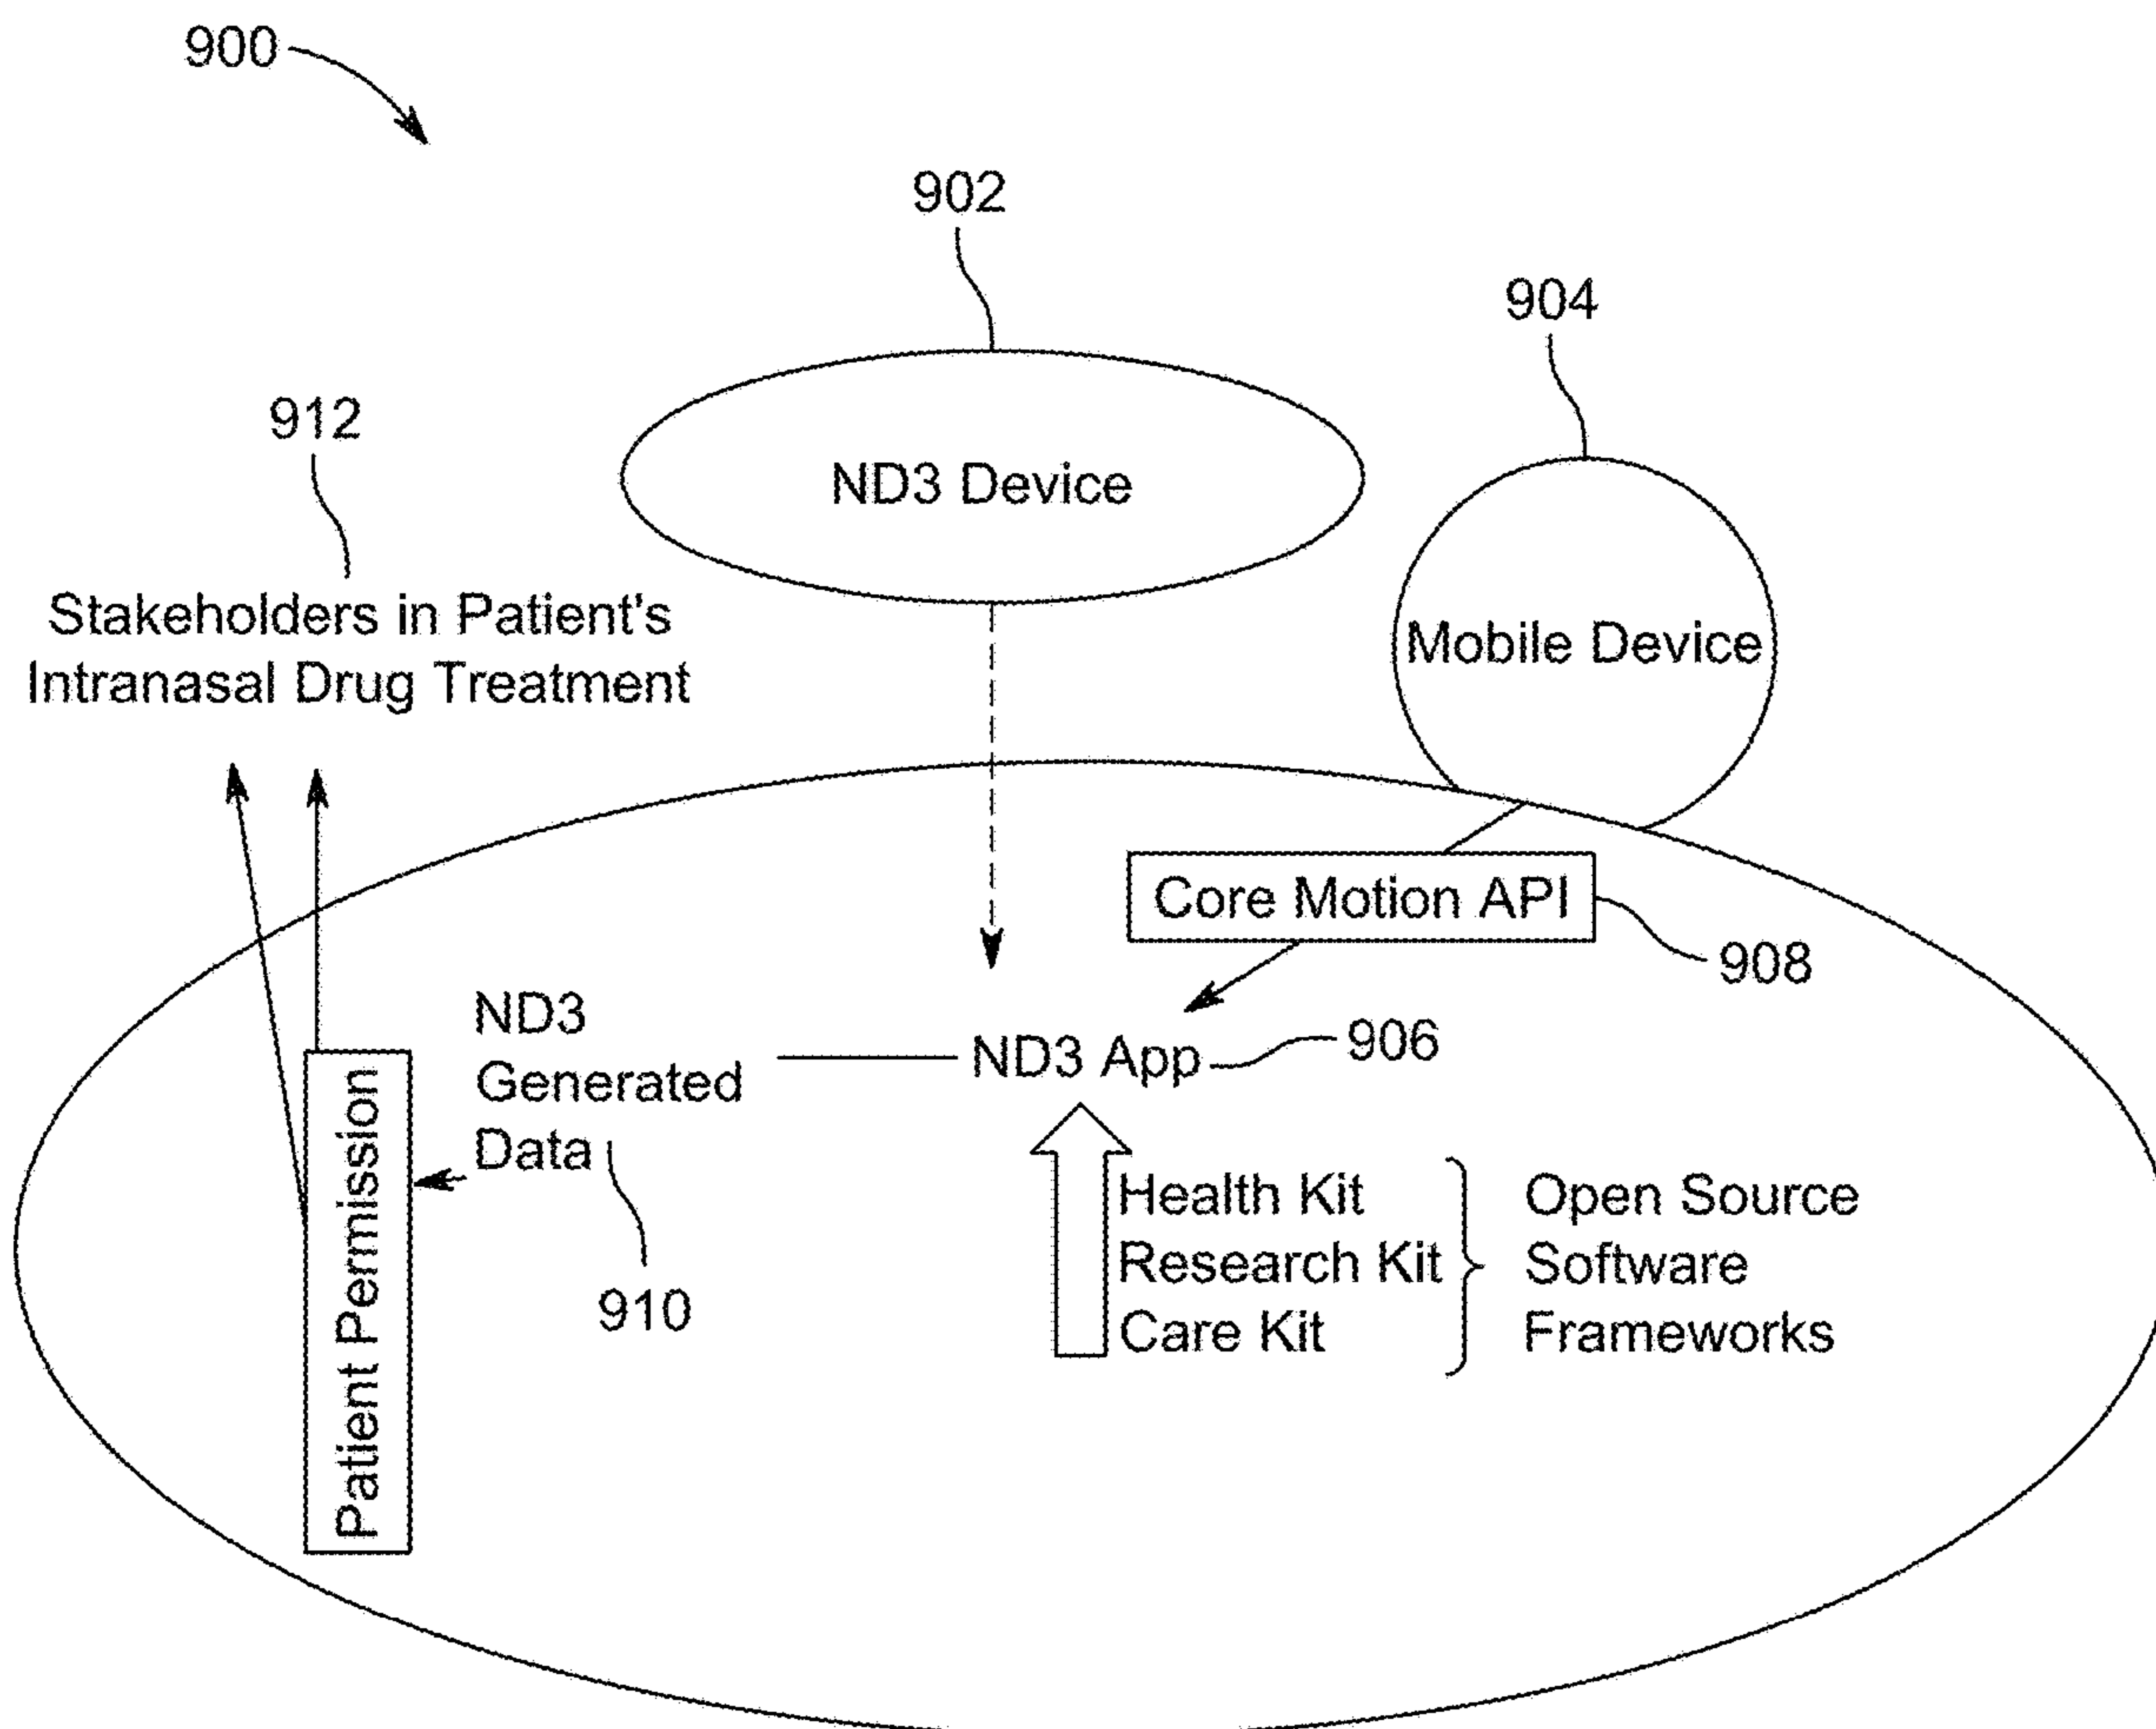 900
902
904
912
ND3 Device
Stakeholders in Patient's
Intranasal Drug Treatment
Mobile Device
Core Motion API
908
ND3
Generated
Data
910
ND3 App
906
Patient Permission
Health Kit
Research Kit
Care Kit
Open Source
Software
Frameworks